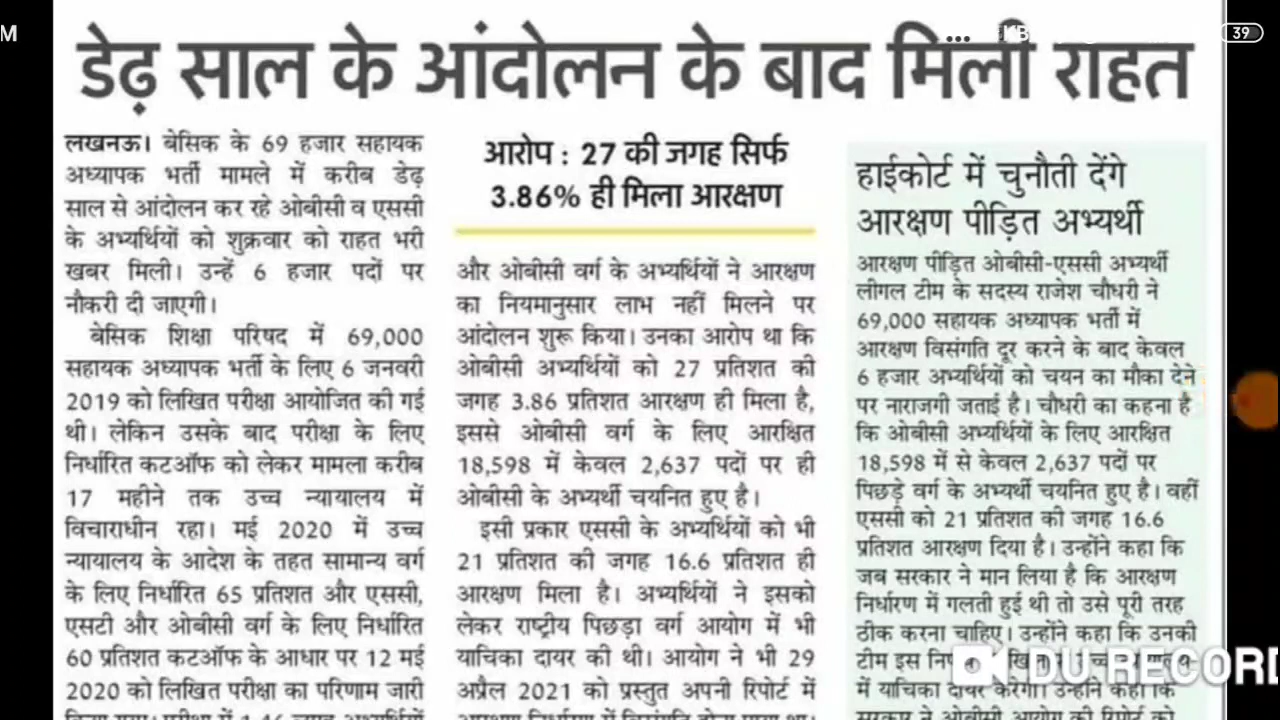 M
39
डेढ़ साल के आंदोलन के बाद मिली राहत
लखनऊ। बेसिक के 69 हजार सहायक
अध्यापक भर्ती मामले में करीब डेढ़
साल से आंदोलन कर रहे ओबीसी व एससी
के अभ्यर्थियों को शुक्रवार को राहत भरी
खबर मिली। उन्हें 6 हजार पदों पर
नौकरी दी जाएगी।
बेसिक शिक्षा परिषद में 69,000
सहायक अध्यापक भर्ती के लिए 6 जनवरी
2019 को लिखित परीक्षा आयोजित की गई
थी। लेकिन उसके बाद परीक्षा के लिए
निर्धारित कटऑफ को लेकर मामला करीब
17 महीने तक उच्च न्यायालय में
विचाराधीन रहा। मई 2020 में उच्च
न्यायालय के आदेश के तहत सामान्य वर्ग
के लिए निर्धारित 65 प्रतिशत और एससी,
एसटी और ओबीसी वर्ग के लिए निर्धारित
60 प्रतिशत कटऑफ के आधार पर 12 मई
2020 को लिखित परीक्षा का परिणाम जारी
आरोप : 27 की जगह सिर्फ
3.86% ही मिला आरक्षण
और ओबीसी वर्ग के अभ्यर्थियों ने आरक्षण
का नियमानुसार लाभ नहीं मिलने पर
आंदोलन शुरू किया। उनका आरोप था कि
ओबीसी अभ्यर्थियों को 27 प्रतिशत की
जगह 3.86 प्रतिशत आरक्षण ही मिला है,
इससे ओबीसी वर्ग के लिए आरक्षित
18,598 में केवल 2,637 पदों पर ही
ओबीसी के अभ्यर्थी चयनित हुए है।
इसी प्रकार एससी के अभ्यर्थियों को भी
21 प्रतिशत की जगह 16.6 प्रतिशत ही
आरक्षण मिला है। अभ्यर्थियों ने इसको
लेकर राष्ट्रीय पिछड़ा वर्ग आयोग में भी
याचिका दायर की थी। आयोग ने भी 29
अप्रैल 2021 को प्रस्तुत अपनी रिपोर्ट में
हाईकोर्ट में चुनौती देंगे
आरक्षण पीड़ित अभ्यर्थी
आरक्षण पीड़ित ओबीसी-एससी अभ्यर्थी
लीगल टीम के सदस्य राजेश चौधरी ने
69,000 सहायक अध्यापक भर्ती में
आरक्षण विसंगति दूर करने के बाद केवल
6 हजार अभ्यर्थियों को चयन का मौका देने
पर नाराजगी जताई है। चौधरी का कहना है
कि ओबीसी अभ्यर्थियों के लिए आरक्षित
18,598 में से केवल 2,637 पदों पर
पिछड़े वर्ग के अभ्यर्थी चयनित हुए है। वहीं
एससी को 21 प्रतिशत की जगह 16.6
प्रतिशत आरक्षण दिया है। उन्होंने कहा कि
जब सरकार ने मान लिया है कि आरक्षण
निर्धारण में गलती हुई थी तो उसे पूरी तरह
ठीक करना चाहिए। उन्होंने कहा कि उनकी
टीम इस
में याचिका दायर करेगी। उन्होंने कहा कि
सरकार ने ओबीसी आयोग की रिपोर्ट को
DU RECORD